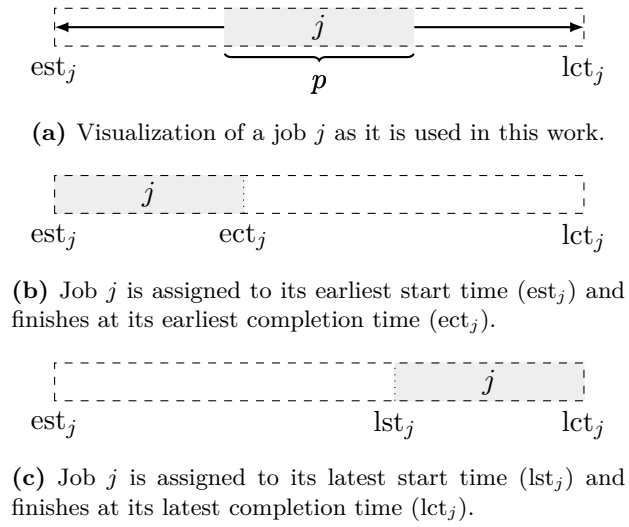 j
est_j lct_j
p
(a) Visualization of a job j as it is used in this work.
j
est_j ect_j lct_j
(b) Job j is assigned to its earliest start time (est_j) and
finishes at its earliest completion time (ect_j).
j
est_j lst_j lct_j
(c) Job j is assigned to its latest start time (lst_j) and
finishes at its latest completion time (lct_j).